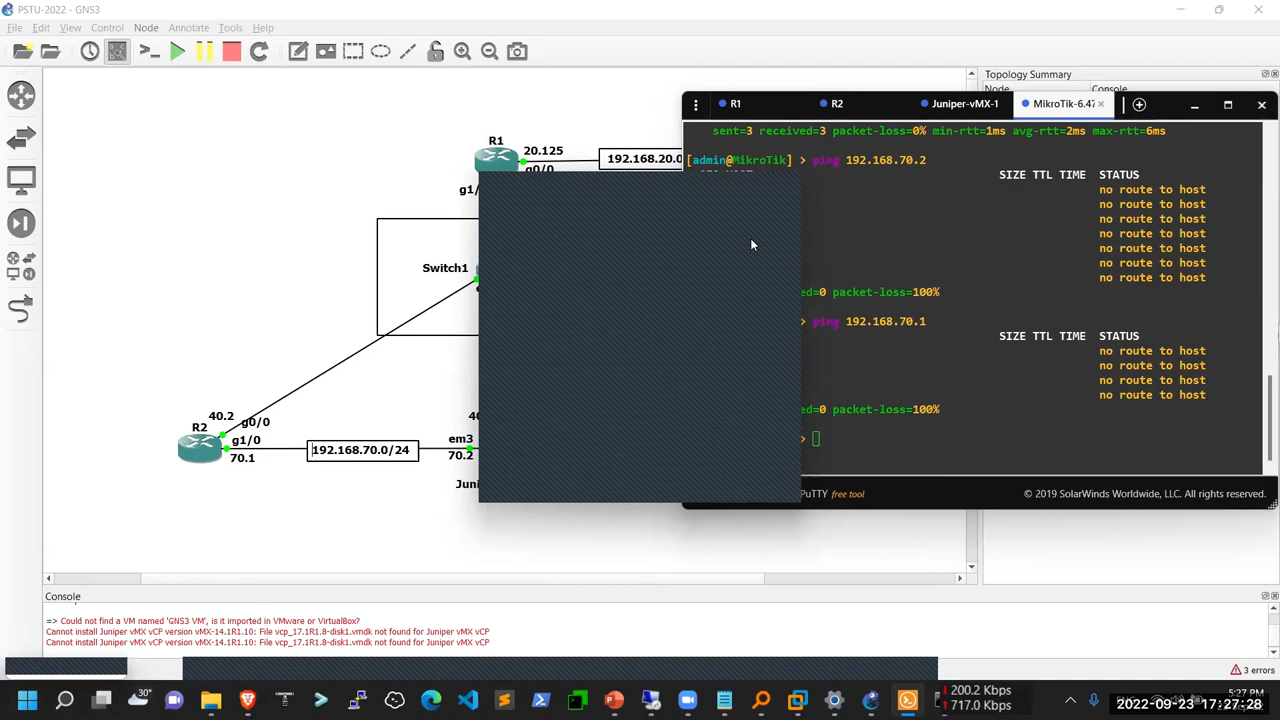 PSTU-2022 - GNS3
File Edit View Control Node Annotate Tools Help
Topology Summary
Node Console
R1 R2 Juniper-vMX-1 MikroTik-6.47
sent=3 received=3 packet-loss=0% min-rtt=1ms avg-rtt=2ms max-rtt=6ms
[admin@MikroTik] > ping 192.168.70.2
SIZE TTL TIME STATUS
no route to host
no route to host
no route to host
no route to host
no route to host
no route to host
no route to host
packet-loss=100%
> ping 192.168.70.1
SIZE TTL TIME STATUS
no route to host
no route to host
no route to host
no route to host
packet-loss=100%
>
PuTTY free tool © 2019 SolarWinds Worldwide, LLC. All rights reserved.
R1
20.125
g0/0
192.168.20.0
g1/
Switch1
40.2
g0/0
R2
g1/0
70.1
192.168.70.0/24
em3
70.2
Juni
Console
=> Could not find a VM named 'GNS3 VM', is it imported in VMware or VirtualBox?
Cannot install Juniper vMX vCP version vMX-14.1R1.10: File vcp_17.1R1.8-disk1.vmdk not found for Juniper vMX vCP
Cannot install Juniper vMX vCP version vMX-14.1R1.10: File vcp_17.1R1.8-disk1.vmdk not found for Juniper vMX vCP
3 errors
30°
200.2 Kbps
717.0 Kbps
5:27 PM
2022-09-23 17:27:28